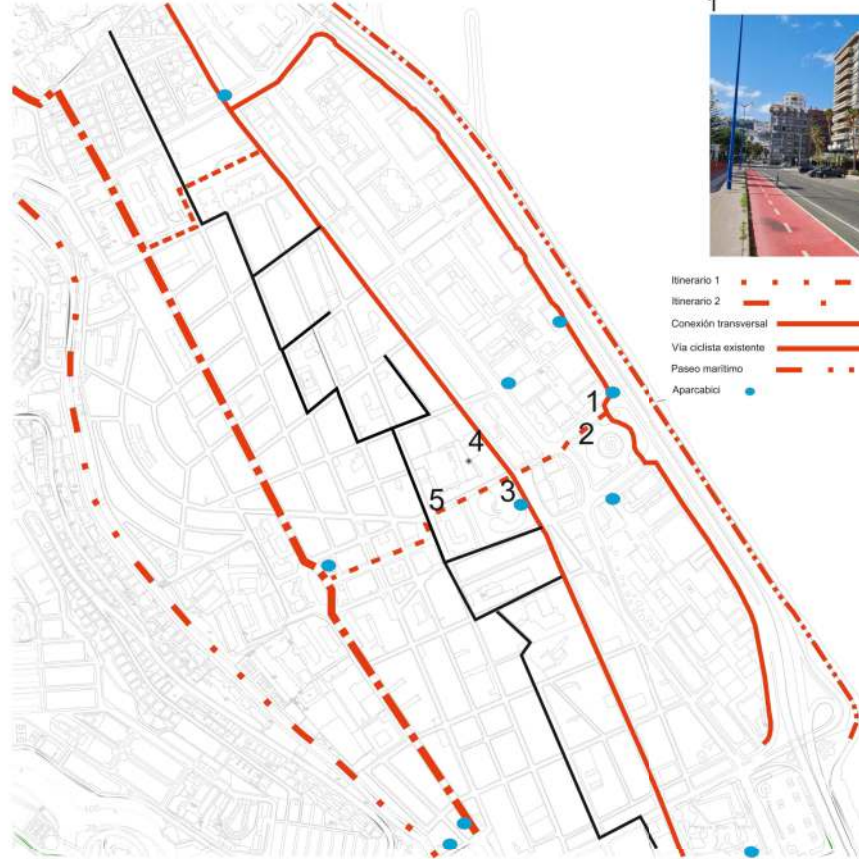 1
Itinerario 1
Itinerario 2
Conexión transversal
Vía ciclista existente
Paseo marítimo
Aparcabici
1
2
4
3
5